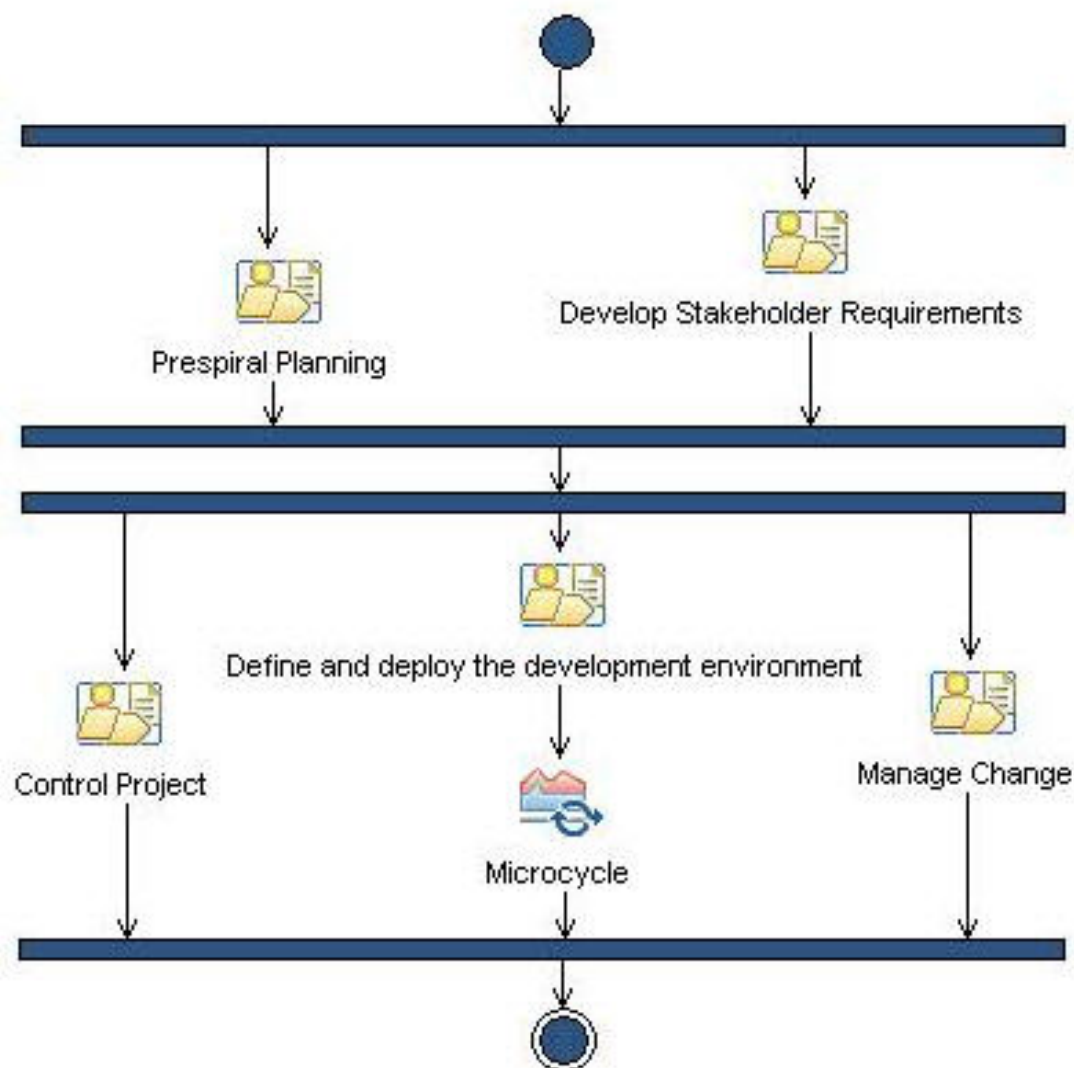 Develop Stakeholder Requirements
Prespiral Planning
Define and deploy the development environment
Control Project
Manage Change
Microcycle